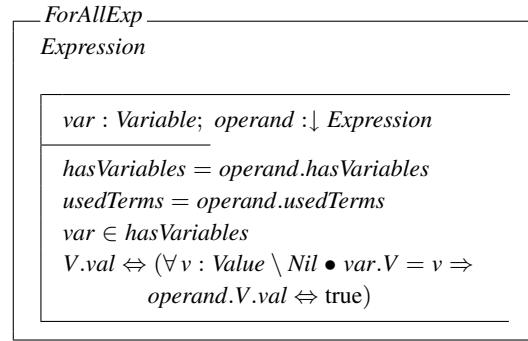 ForAllExp
Expression
var : Variable; operand :↓ Expression
hasVariables = operand.hasVariables
usedTerms = operand.usedTerms
var ∈ hasVariables
V.val ⇔ (∀ v : Value \ Nil • var.V = v ⇒
operand.V.val ⇔ true)